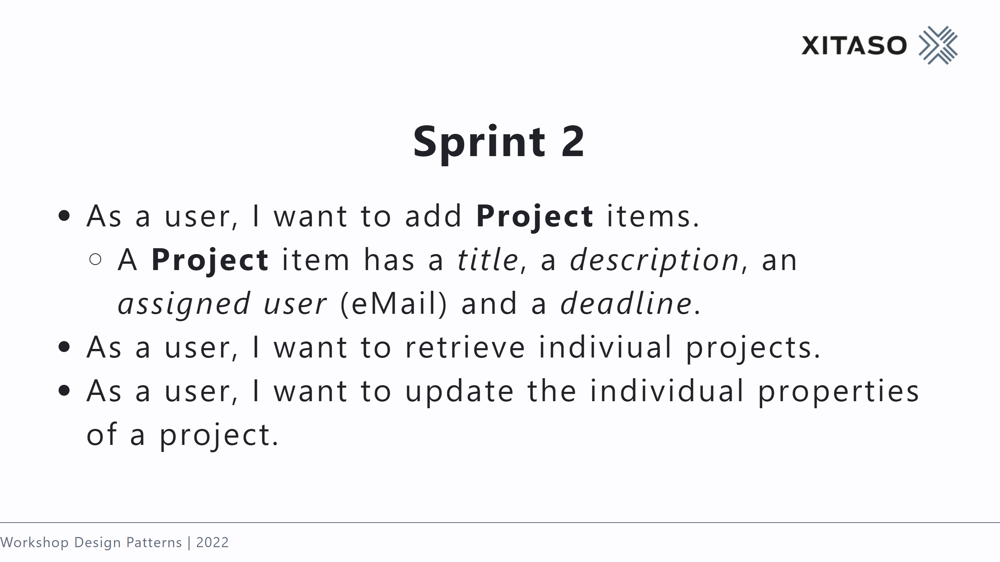 XITASO
Sprint 2
• As a user, I want to add Project items.
○ A Project item has a title, a description, an
assigned user (eMail) and a deadline.
• As a user, I want to retrieve indiviual projects.
• As a user, I want to update the individual properties
of a project.
Workshop Design Patterns | 2022